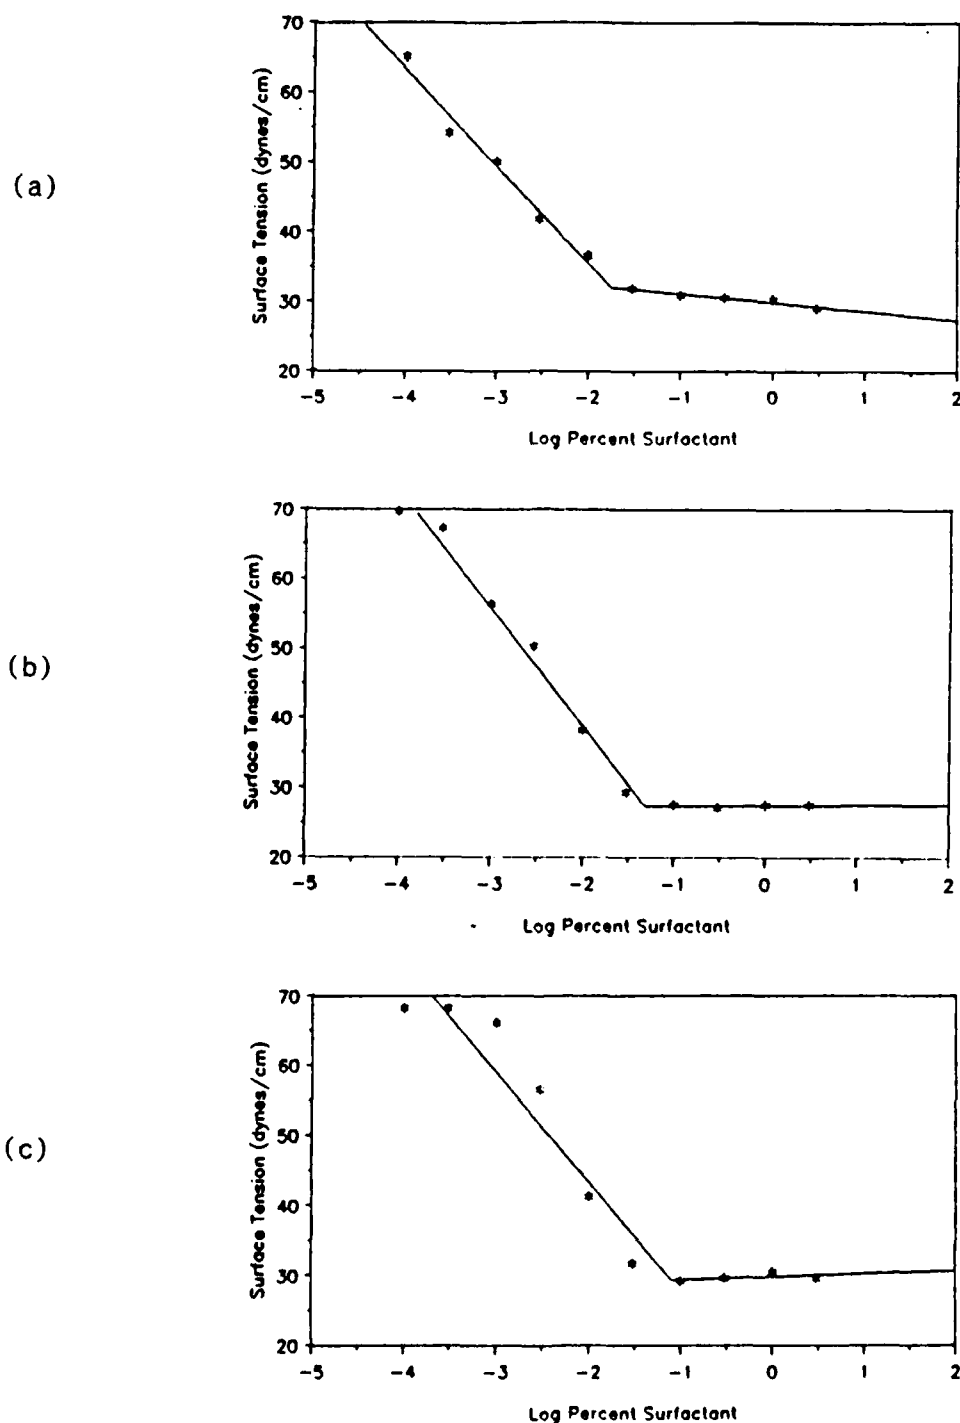 (a)
Surface Tension (dynes/cm)
70
60
50
40
30
20
-5 -4 -3 -2 -1 0 1 2
Log Percent Surfactant
(b)
Surface Tension (dynes/cm)
70
60
50
40
30
20
-5 -4 -3 -2 -1 0 1 2
Log Percent Surfactant
(c)
Surface Tension (dynes/cm)
70
60
50
40
30
20
-5 -4 -3 -2 -1 0 1 2
Log Percent Surfactant